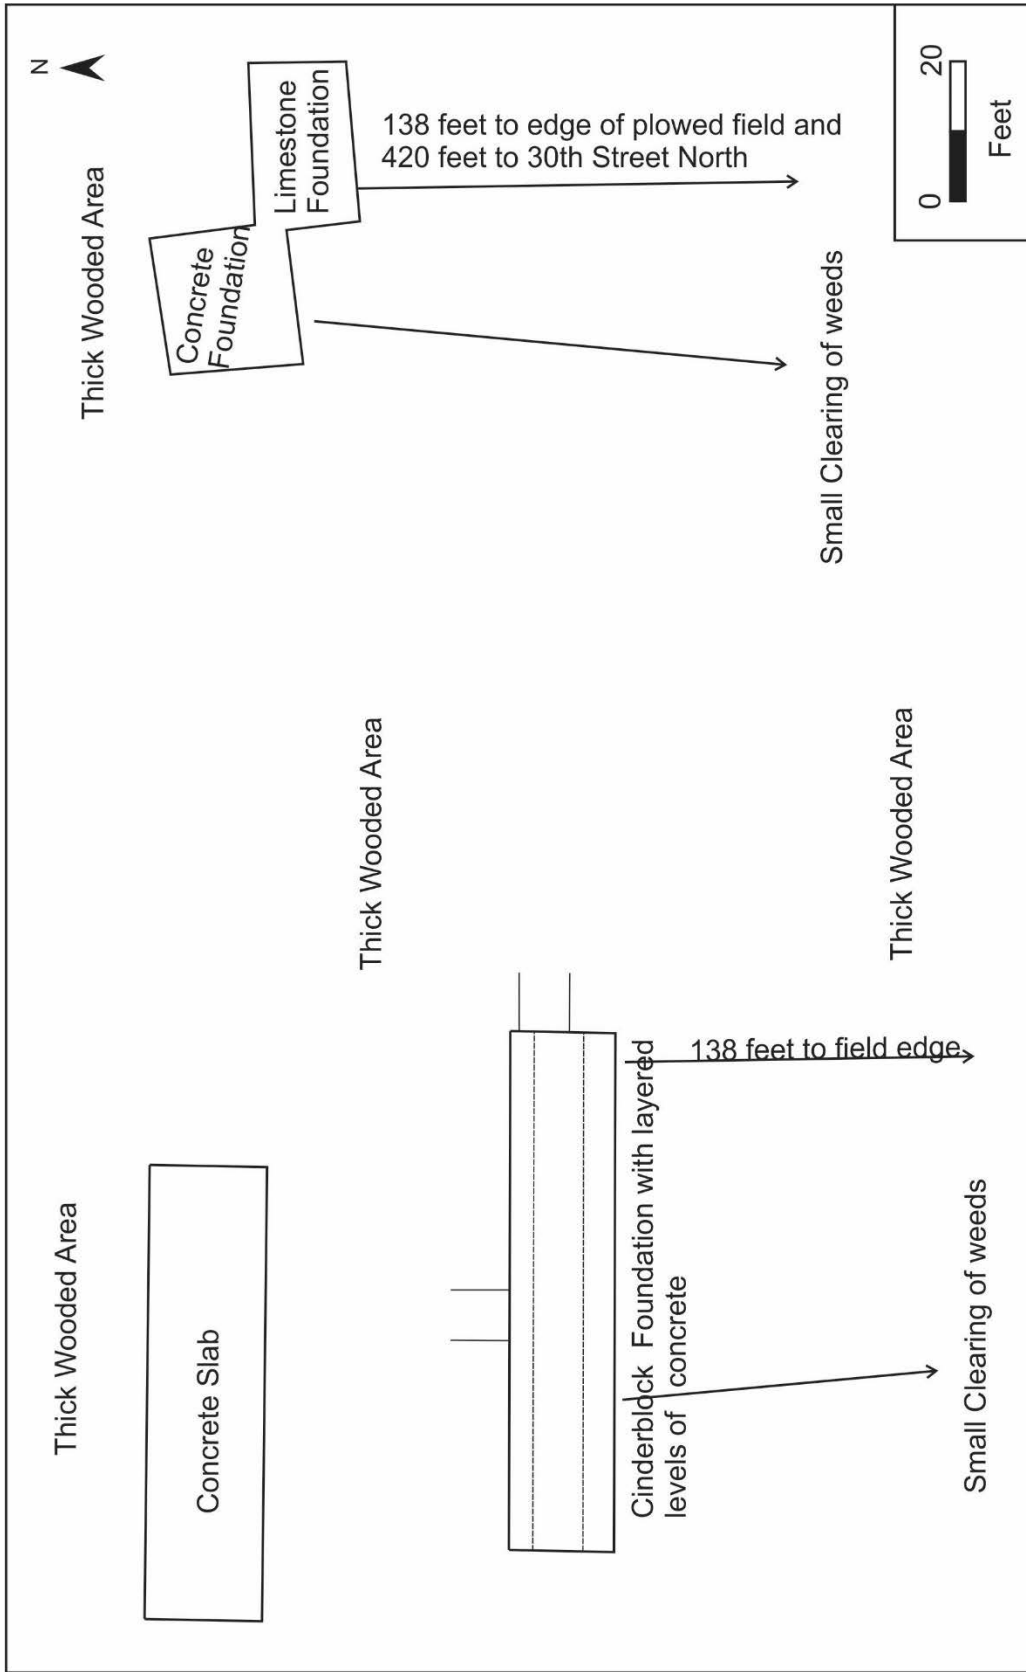 N
Thick Wooded Area
Limestone
Foundation
Concrete
Foundation
138 feet to edge of plowed field and
420 feet to 30th Street North
Small Clearing of weeds
0 20
Feet
Thick Wooded Area
Thick Wooded Area
Thick Wooded Area
Concrete Slab
Cinderblock Foundation with layered
levels of concrete
138 feet to field edge
Small Clearing of weeds